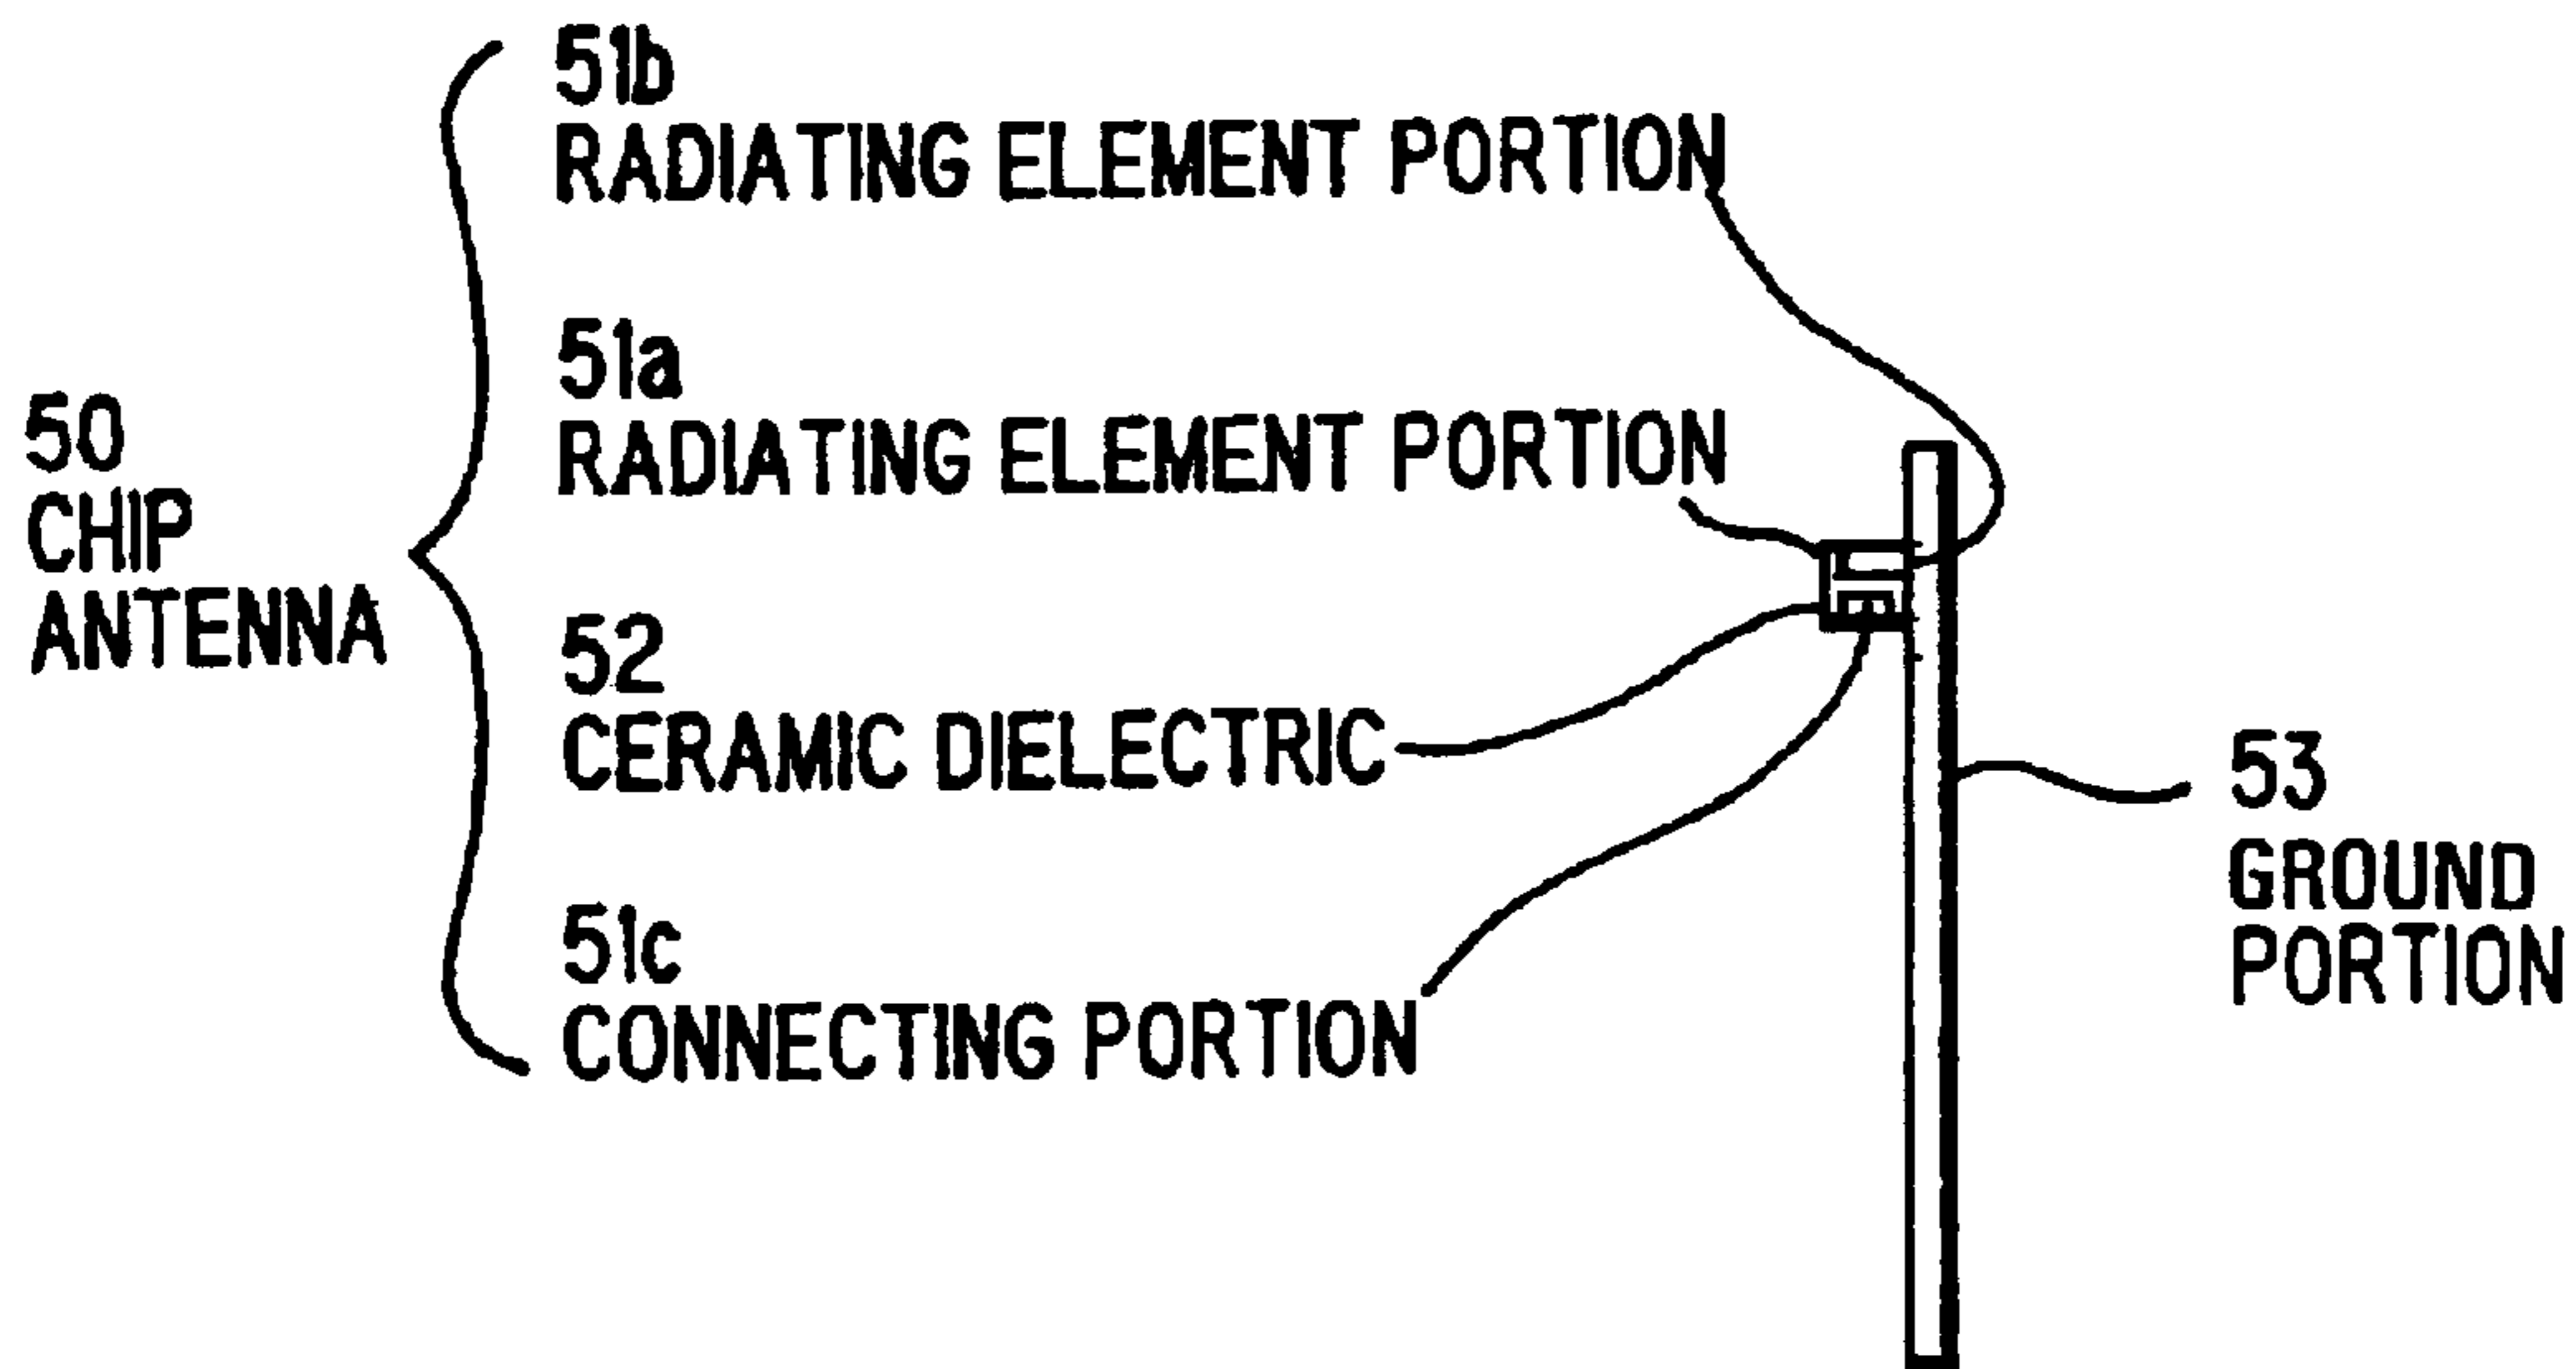 50
CHIP
ANTENNA
51b
RADIATING ELEMENT PORTION
51a
RADIATING ELEMENT PORTION
52
CERAMIC DIELECTRIC
51c
CONNECTING PORTION
53
GROUND
PORTION